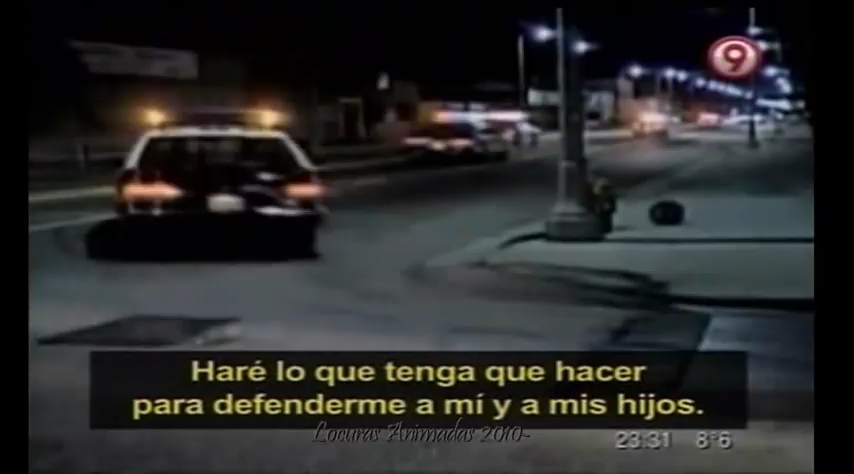 9
Haré lo que tenga que hacer
para defenderme a mí y a mis hijos.
Locuras Animadas 2010-
23:31 8°6